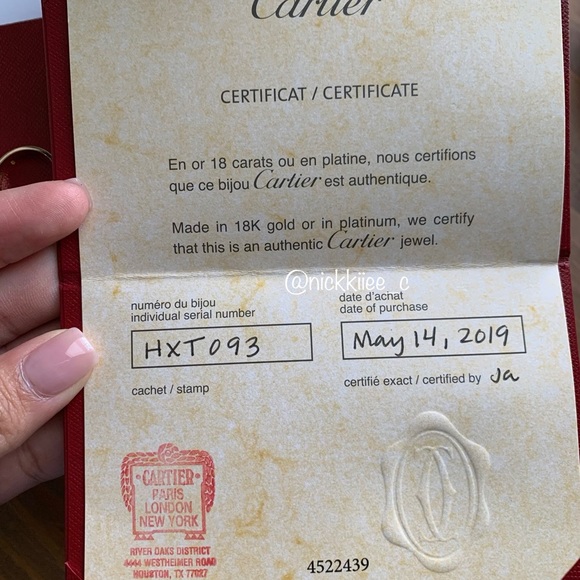 Cartier
CERTIFICAT / CERTIFICATE
En or 18 carats ou en platine, nous certifions
que ce bijou Cartier est authentique.
Made in 18K gold or in platinum, we certify
that this is an authentic Cartier jewel.
@nickkiiee_c
numéro du bijou
individual serial number
HXT093
date d'achat
date of purchase
May 14, 2019
cachet / stamp
certifié exact / certified by Ja
CARTIER
PARIS
LONDON
NEW YORK
RIVER OAKS DISTRICT
4444 WESTHEIMER ROAD
HOUSTON, TX 77027
4522439